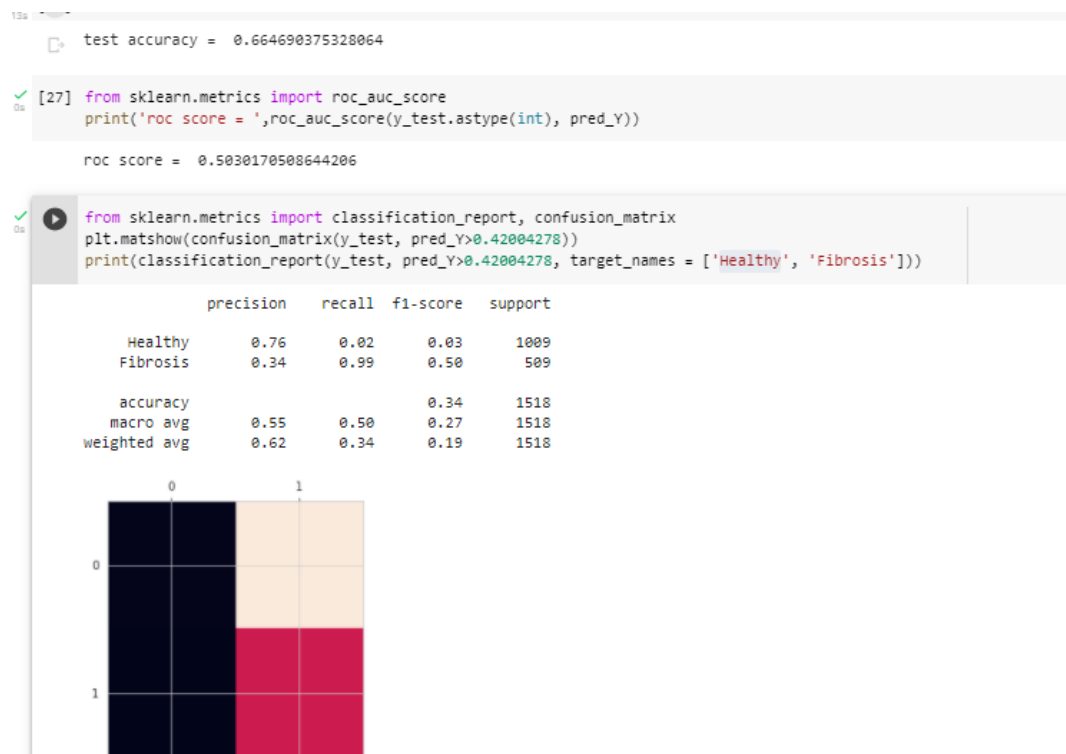 13s
test accuracy =  0.664690375328064
[27] from sklearn.metrics import roc_auc_score
print('roc score = ',roc_auc_score(y_test.astype(int), pred_Y))
0s
roc score =  0.5030170508644206
from sklearn.metrics import classification_report, confusion_matrix
0s
plt.matshow(confusion_matrix(y_test, pred_Y>0.42004278))
print(classification_report(y_test, pred_Y>0.42004278, target_names = ['Healthy', 'Fibrosis']))
precision    recall  f1-score   support
Healthy       0.76      0.02      0.03      1009
Fibrosis       0.34      0.99      0.50       509
accuracy                           0.34      1518
macro avg       0.55      0.50      0.27      1518
weighted avg       0.62      0.34      0.19      1518
0 1
0
1